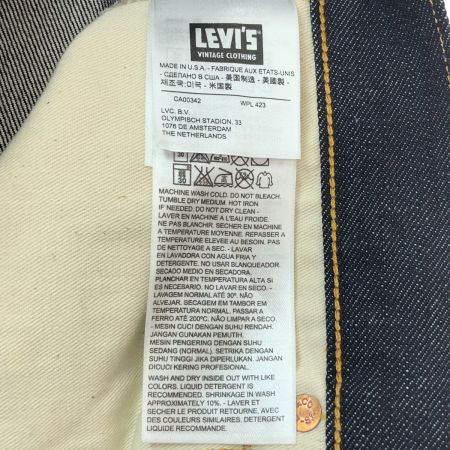 LEVI'S
VINTAGE CLOTHING
MADE IN U.S.A. - FABRIQUE AUX ETATS-UNIS
- СДЕЛАНО В США - 美国制造 - 美國製 -
제조국:미국 - 米国製
CA00342 WPL 423
LVC. B.V.
OLYMPISCH STADION, 33
1076 DE AMSTERDAM
THE NETHERLANDS
30
30
MACHINE WASH COLD. DO NOT BLEACH.
TUMBLE DRY MEDIUM. HOT IRON
IF NEEDED. DO NOT DRY CLEAN -
LAVER EN MACHINE A L'EAU FROIDE.
NE PAS BLANCHIR. SECHER EN MACHINE
A TEMPERATURE MOYENNE. REPASSER A
TEMPERATURE ELEVEE AU BESOIN. PAS
DE NETTOYAGE A SEC. - LAVAR
EN LAVADORA CON AGUA FRIA Y
DETERGENTE. NO USAR BLANQUEADOR.
SECADO MEDIO EN SECADORA.
PLANCHAR EN TEMPERATURA ALTA SI
ES NECESARIO. NO LAVAR EN SECO. -
LAVAGEM NORMAL ATÉ 30º. NÃO
ALVEJAR. SECAGEM EM TAMBOR EM
TEMPERATURA NORMAL. PASSAR A
FERRO ATÉ 200ºC. NÃO LIMPAR A SECO.
- MESIN CUCI DENGAN SUHU RENDAH.
JANGAN GUNAKAN PEMUTIH.
MESIN PENGERING DENGAN SUHU
SEDANG (NORMAL). SETRIKA DENGAN
SUHU TINGGI JIKA DIPERLUKAN. JANGAN
DICUCI KERING PROFESIONAL.
WASH AND DRY INSIDE OUT WITH LIKE
COLORS. LIQUID DETERGENT IS
RECOMMENDED. SHRINKAGE IN WASH
APPROXIMATELY 10%. - LAVER ET
SECHER LE PRODUIT RETOURNE, AVEC
DES COULEURS SIMILAIRES. DETERGENT
LIQUIDE RECOMMANDE.